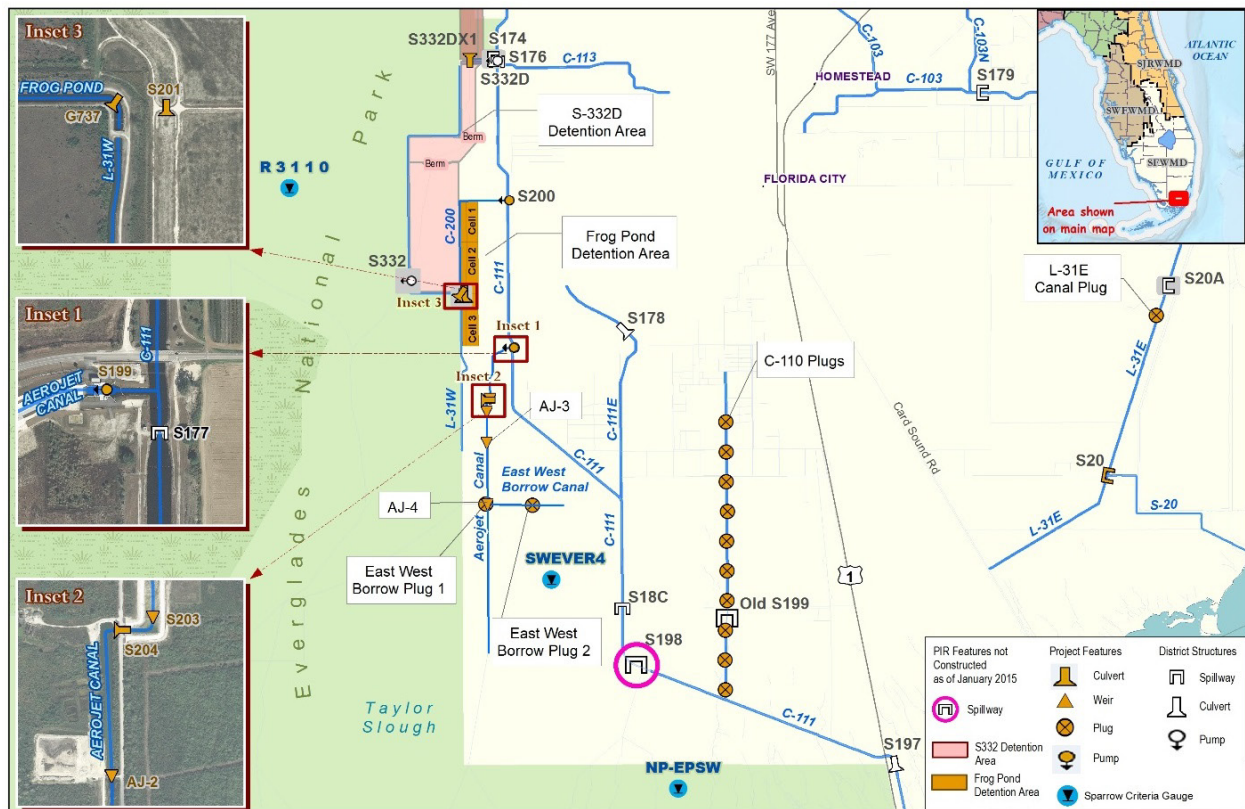 Inset 3
FROG POND
G737
S201
L-31W
Inset 1
C-111
S199
AEROJET
CANAL
S177
Inset 2
S203
S204
AEROJET CANAL
AJ-2
Everglades National Park
R3110
S332DX1
S174
S176
S332D
C-113
S-332D
Detention Area
Berm
Berm
S200
C-200
Cell 1
Cell 2
Cell 3
Frog Pond
Detention Area
C-111
S332
Inset 3
Inset 1
Inset 2
L-31W
AJ-3
S178
C-111E
C-111
C-111
East West
Borrow Canal
Aerojet Canal
AJ-4
East West
Borrow Plug 1
SWEVER4
East West
Borrow Plug 2
S18C
S198
Taylor
Slough
NP-EPSW
C-110 Plugs
Old S199
C-111
S197
SW 177 Ave
C-103
HOMESTEAD
C-103
C-103N
S179
FLORIDA CITY
Card Sound Rd
1
L-31E
Canal Plug
S20A
L-31E
S20
S-20
L-31E
ATLANTIC
OCEAN
SJRWMD
SWFWMD
SFWMD
GULF OF
MEXICO
Area shown
on main map
PIR Features not
Constructed
as of January 2015
Spillway
S332 Detention
Area
Frog Pond
Detention Area
Project Features
Culvert
Weir
Plug
Pump
Sparrow Criteria Gauge
District Structures
Spillway
Culvert
Pump